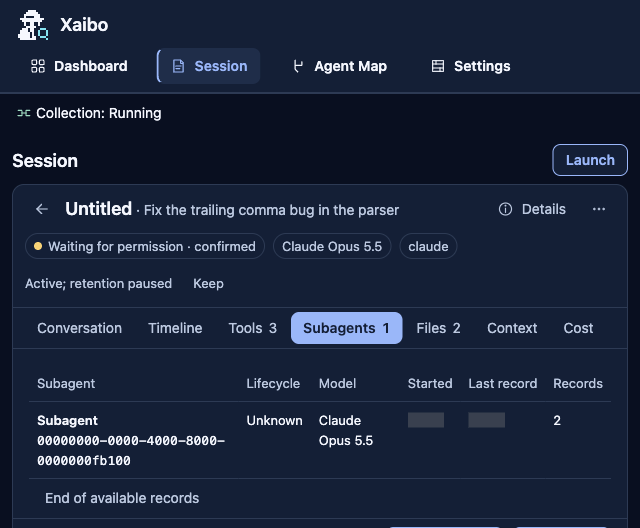 Xaibo
Dashboard Session Agent Map Settings
Collection: Running
Session Launch
Untitled · Fix the trailing comma bug in the parser Details ···
Waiting for permission · confirmed Claude Opus 5.5 claude
Active; retention paused Keep
Conversation Timeline Tools 3 Subagents 1 Files 2 Context Cost
Subagent Lifecycle Model Started Last record Records
Subagent Unknown Claude 2
00000000-0000-4000-8000- Opus 5.5
0000000fb100
End of available records